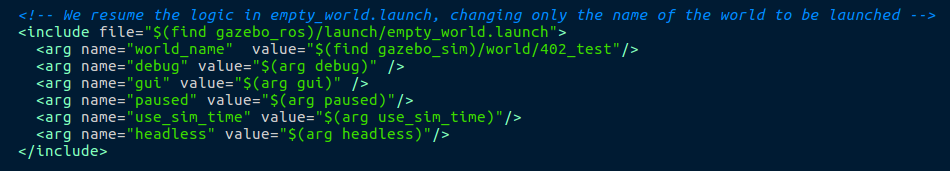 <!-- We resume the logic in empty_world.launch, changing only the name of the world to be launched -->
<include file="$(find gazebo_ros)/launch/empty_world.launch">
<arg name="world_name"  value="$(find gazebo_sim)/world/402_test"/>
<arg name="debug" value="$(arg debug)" />
<arg name="gui" value="$(arg gui)" />
<arg name="paused" value="$(arg paused)"/>
<arg name="use_sim_time" value="$(arg use_sim_time)"/>
<arg name="headless" value="$(arg headless)"/>
</include>